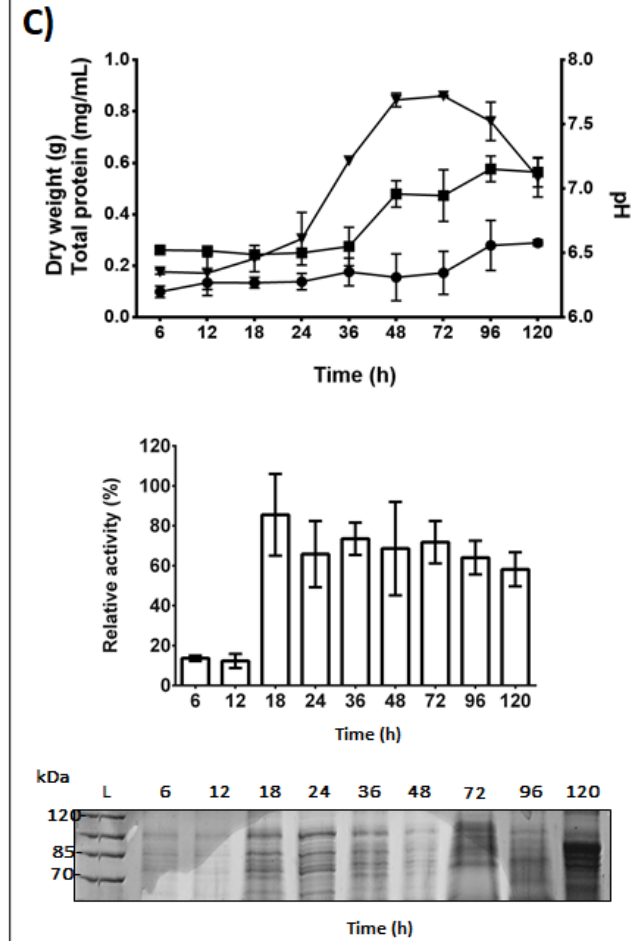 C)
Dry weight (g)
Total protein (mg/mL)
1.0
0.8
0.6
0.4
0.2
0.0
8.0
7.5
7.0
6.5
6.0
pH
6 12 18 24 36 48 72 96 120
Time (h)
Relative activity (%)
120
100
80
60
40
20
0
6 12 18 24 36 48 72 96 120
Time (h)
kDa
L 6 12 18 24 36 48 72 96 120
120
85
70
Time (h)